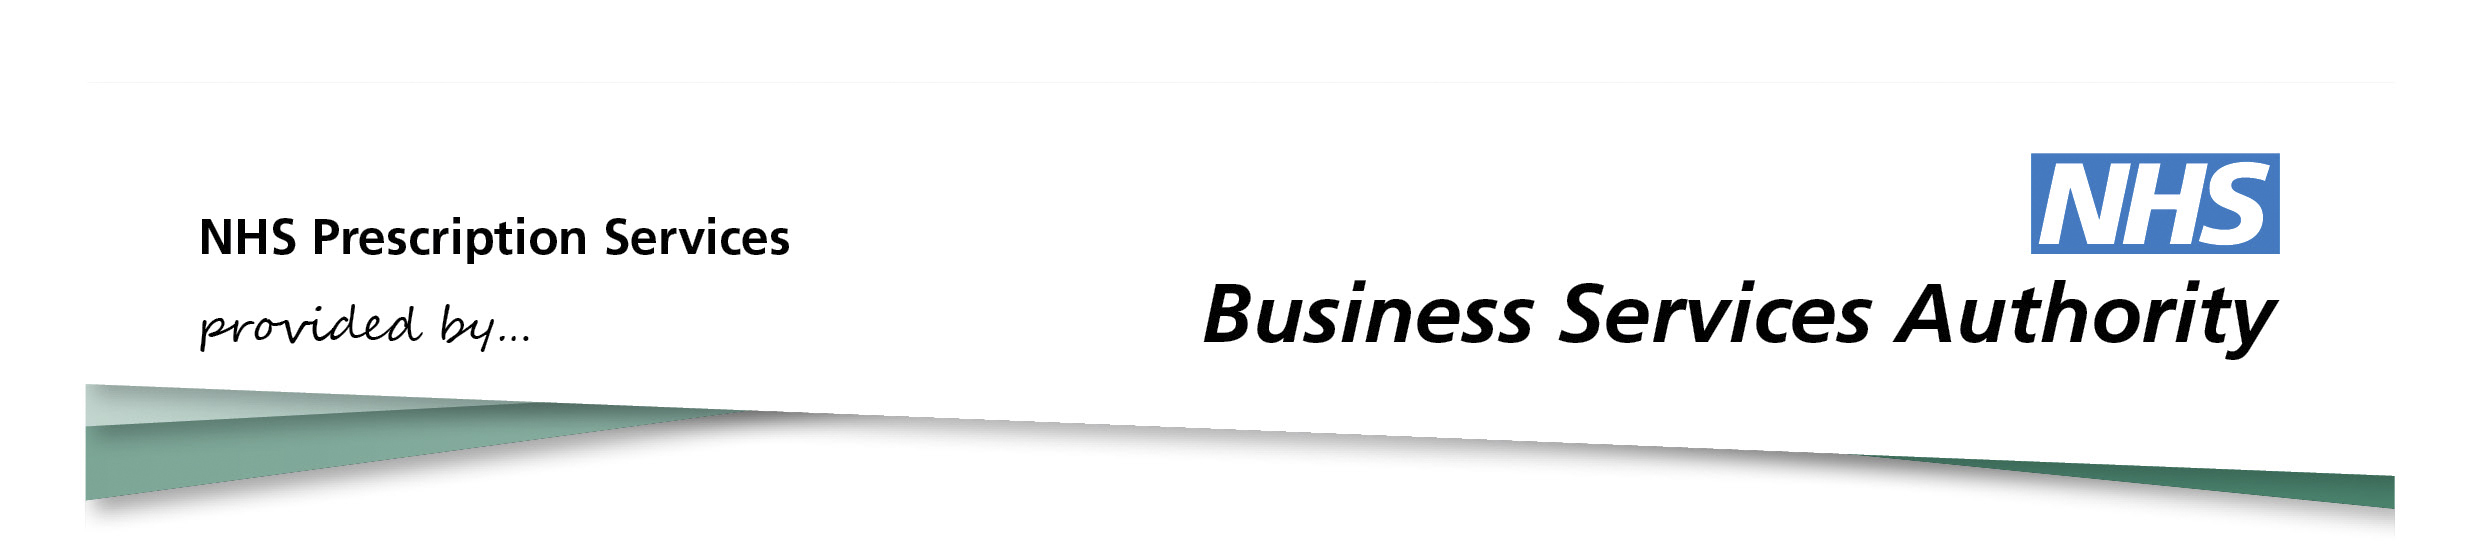 NHS Prescription Services
provided by...
NHS
Business Services Authority